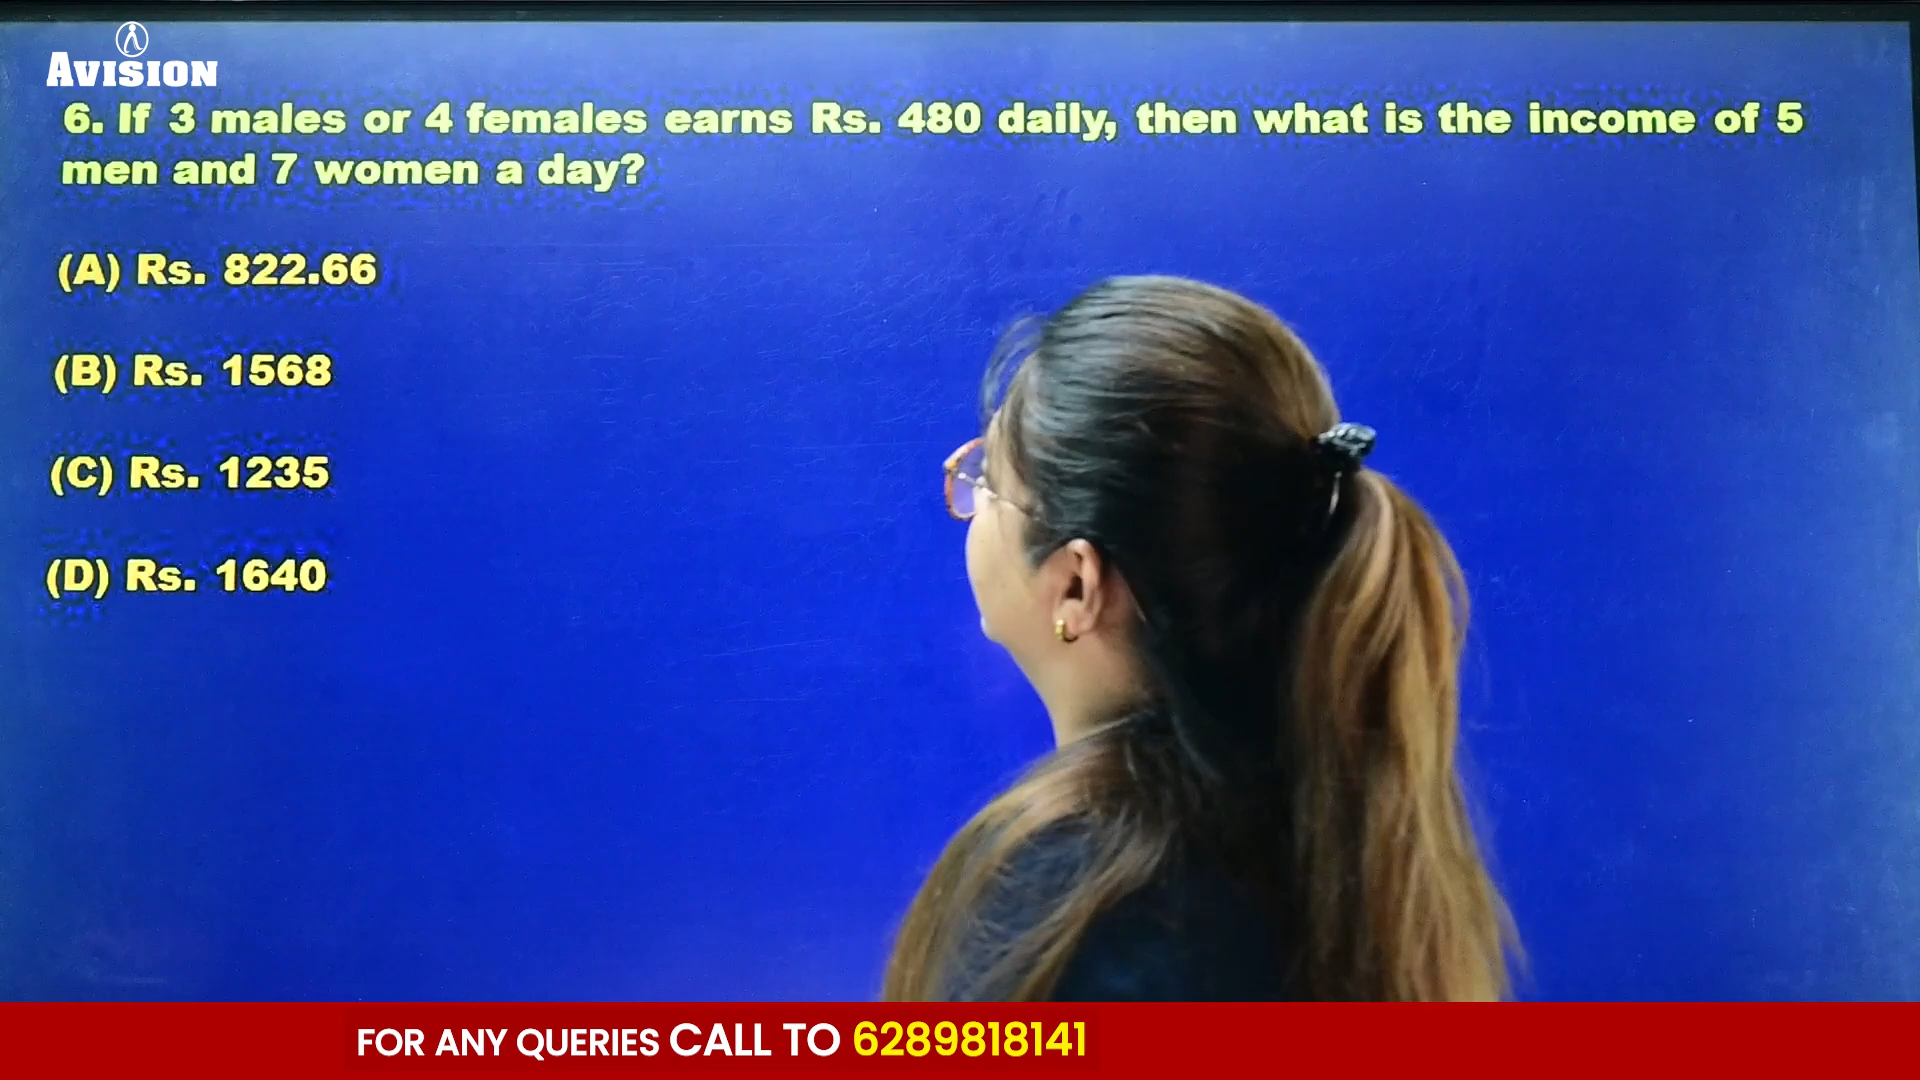 AVISION
6. If 3 males or 4 females earns Rs. 480 daily, then what is the income of 5
men and 7 women a day?
(A) Rs. 822.66
(B) Rs. 1568
(C) Rs. 1235
(D) Rs. 1640
FOR ANY QUERIES CALL TO 6289818141